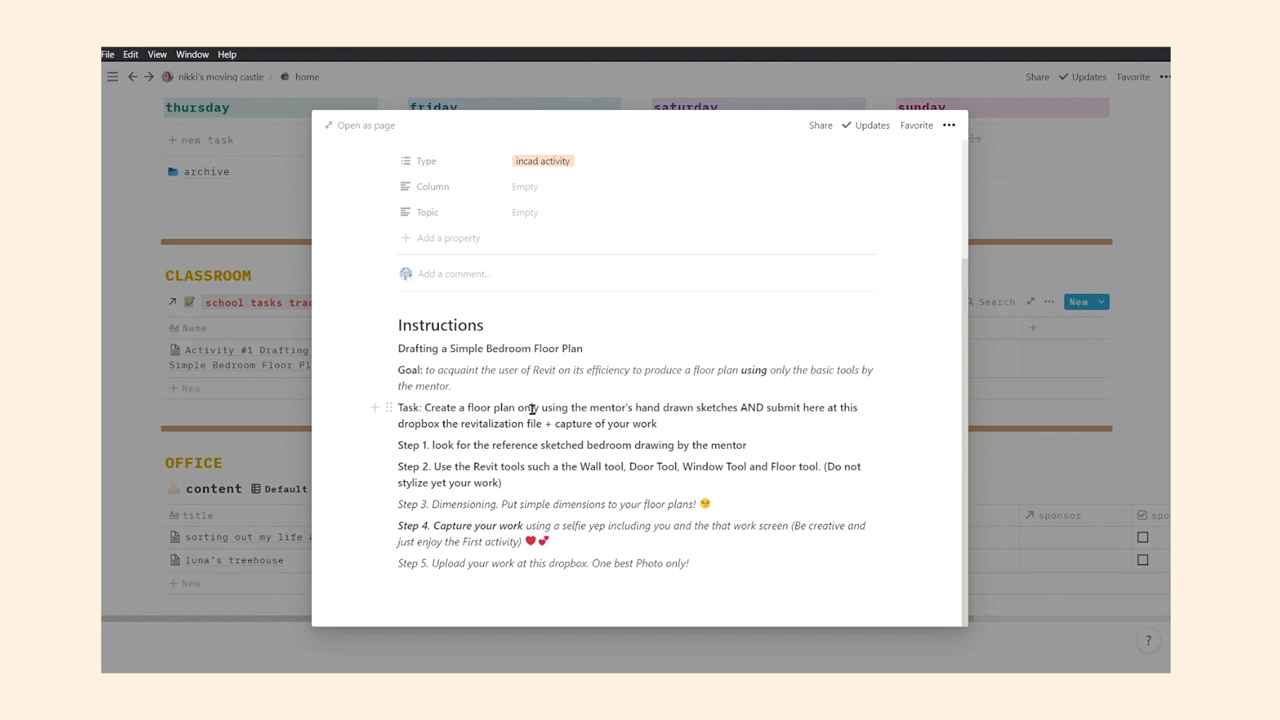 File Edit View Window Help
nikki's moving castle / home Share Updates Favorite
thursday friday saturday sunday
+ new task
archive
Open as page Share Updates Favorite
Type incad activity
Column Empty
Topic Empty
+ Add a property
Add a comment...
CLASSROOM
school tasks Search New
Aa Name
Activity #1 Drafting
Simple Bedroom Floor
+ New
Instructions
Drafting a Simple Bedroom Floor Plan
Goal: to acquaint the user of Revit on its efficiency to produce a floor plan using only the basic tools by
the mentor.
Task: Create a floor plan only using the mentor's hand drawn sketches AND submit here at this
dropbox the revitalization file + capture of your work
Step 1. look for the reference sketched bedroom drawing by the mentor
Step 2. Use the Revit tools such a the Wall tool, Door Tool, Window Tool and Floor tool. (Do not
stylize yet your work)
Step 3. Dimensioning. Put simple dimensions to your floor plans! 😊
Step 4. Capture your work using a selfie yep including you and the that work screen (Be creative and
just enjoy the First activity) ❤️💕
Step 5. Upload your work at this dropbox. One best Photo only!
OFFICE
content Default
Aa title sponsor
sorting out my life
luna's treehouse
+ New
?